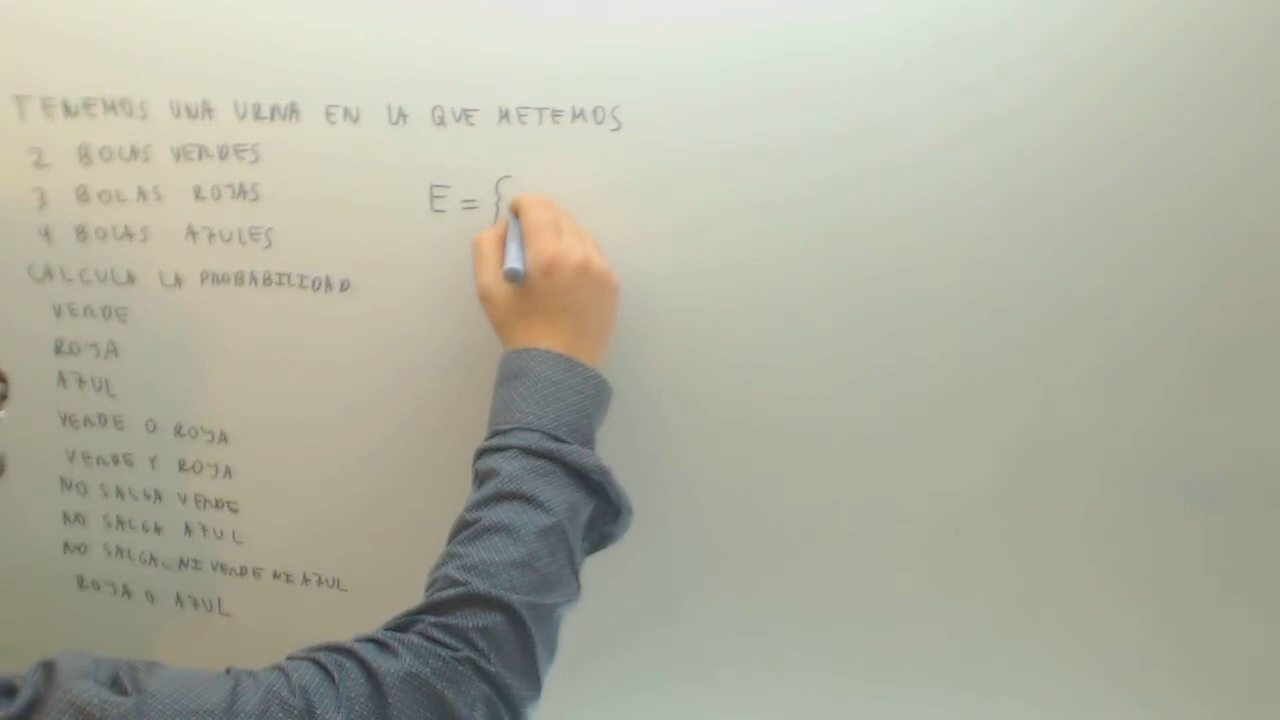 TENEMOS UNA URNA EN LA QUE METEMOS
2 BOLAS VERDES
3 BOLAS ROJAS
4 BOLAS AZULES
E = {
CALCULA LA PROBABILIDAD
VERDE
ROJA
AZUL
VERDE O ROJA
VERDE Y ROJA
NO SALGA VERDE
NO SALGA AZUL
NO SALGA NI VERDE NI AZUL
ROJA O AZUL